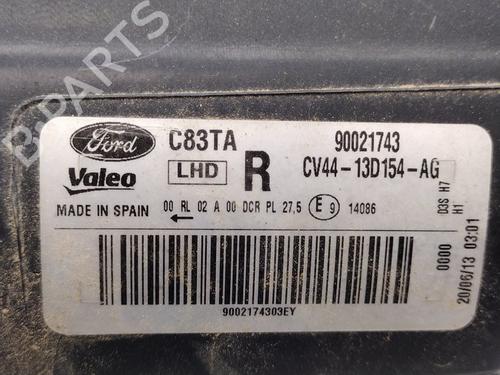 B-PARTS
Ford C83TA 90021743
Valeo LHD R CV44-13D154-AG
MADE IN SPAIN 00 RL 02 A 00 DCR PL 27,5 E 9 14086
D3S H7
H1
0000
20/06/13 03:01
9002174303EY